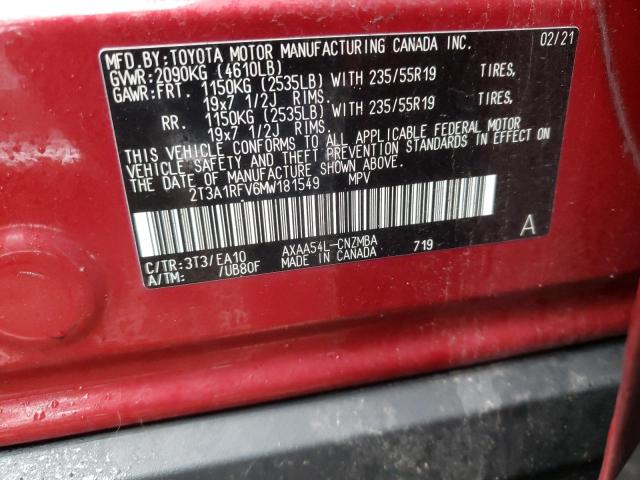 MFD.BY:TOYOTA MOTOR MANUFACTURING CANADA INC. 02/21
GVWR:2090KG (4610LB)
GAWR:FRT. 1150KG (2535LB) WITH 235/55R19 TIRES,
19x7 1/2J RIMS.
RR. 1150KG (2535LB) WITH 235/55R19 TIRES,
19x7 1/2J RIMS.
THIS VEHICLE CONFORMS TO ALL APPLICABLE FEDERAL MOTOR
VEHICLE SAFETY AND THEFT PREVENTION STANDARDS IN EFFECT ON
THE DATE OF MANUFACTURE SHOWN ABOVE.
2T3A1RFV6MW181549 MPV
C/TR:3T3/EA10 AXAA54L-CNZMBA 719 A
A/TM: /UB80F MADE IN CANADA